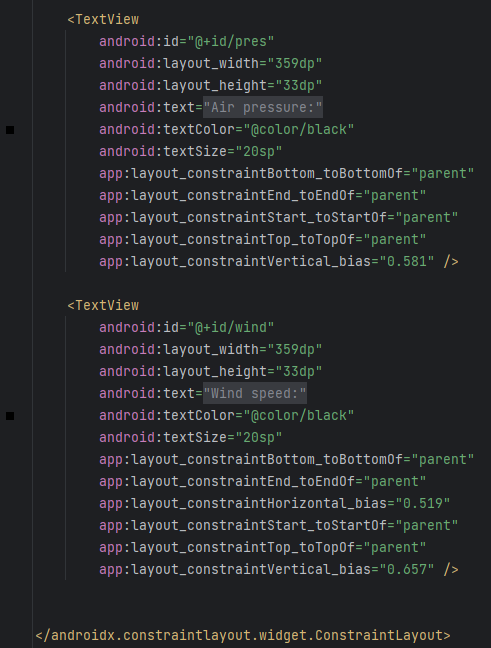 <TextView
android:id="@+id/pres"
android:layout_width="359dp"
android:layout_height="33dp"
android:text="Air pressure:"
android:textColor="@color/black"
android:textSize="20sp"
app:layout_constraintBottom_toBottomOf="parent"
app:layout_constraintEnd_toEndOf="parent"
app:layout_constraintStart_toStartOf="parent"
app:layout_constraintTop_toTopOf="parent"
app:layout_constraintVertical_bias="0.581" />
<TextView
android:id="@+id/wind"
android:layout_width="359dp"
android:layout_height="33dp"
android:text="Wind speed:"
android:textColor="@color/black"
android:textSize="20sp"
app:layout_constraintBottom_toBottomOf="parent"
app:layout_constraintEnd_toEndOf="parent"
app:layout_constraintHorizontal_bias="0.519"
app:layout_constraintStart_toStartOf="parent"
app:layout_constraintTop_toTopOf="parent"
app:layout_constraintVertical_bias="0.657" />
</androidx.constraintlayout.widget.ConstraintLayout>